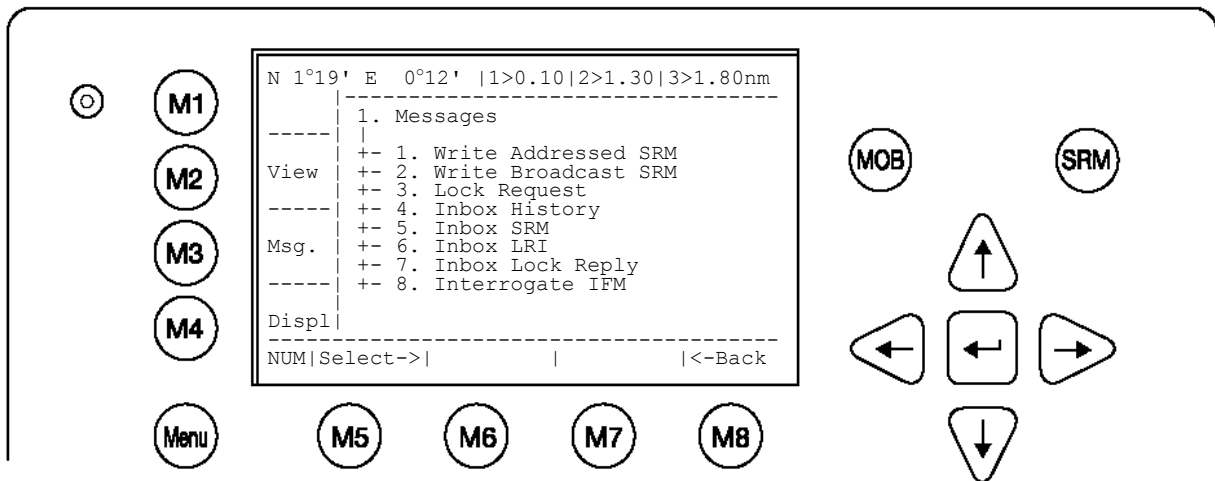 N 1°19' E 0°12' |1>0.10|2>1.30|3>1.80nm
1. Messages
+- 1. Write Addressed SRM
+- 2. Write Broadcast SRM
+- 3. Lock Request
+- 4. Inbox History
+- 5. Inbox SRM
+- 6. Inbox LRI
+- 7. Inbox Lock Reply
+- 8. Interrogate IFM
View
Msg.
Displ
NUM|Select->| | |<-Back
M1
M2
M3
M4
Menu
M5
M6
M7
M8
MOB
SRM